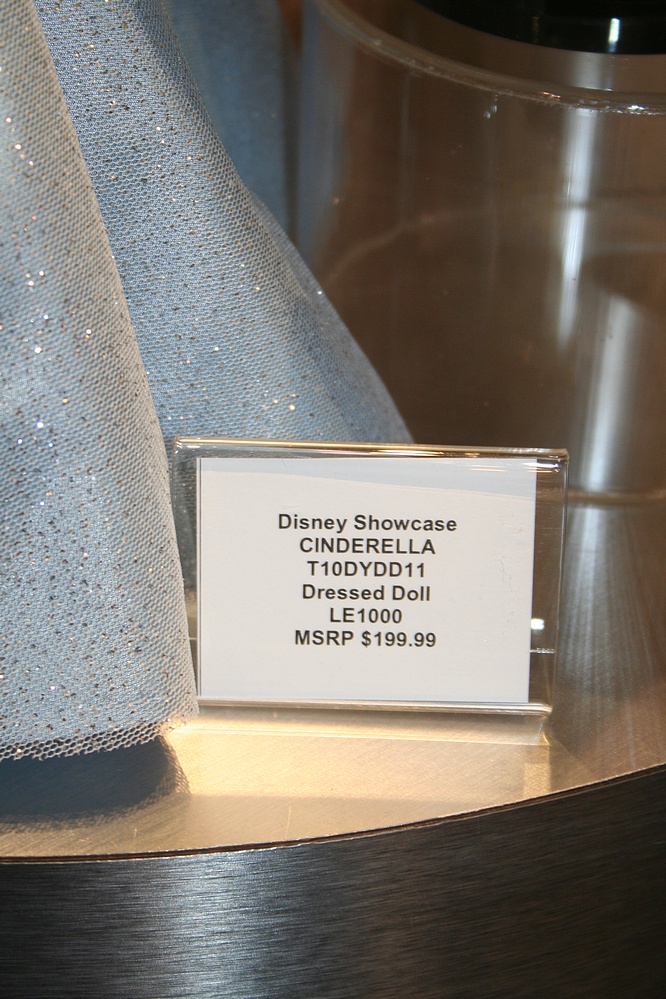 Disney Showcase
CINDERELLA
T10DYDD11
Dressed Doll
LE1000
MSRP $199.99